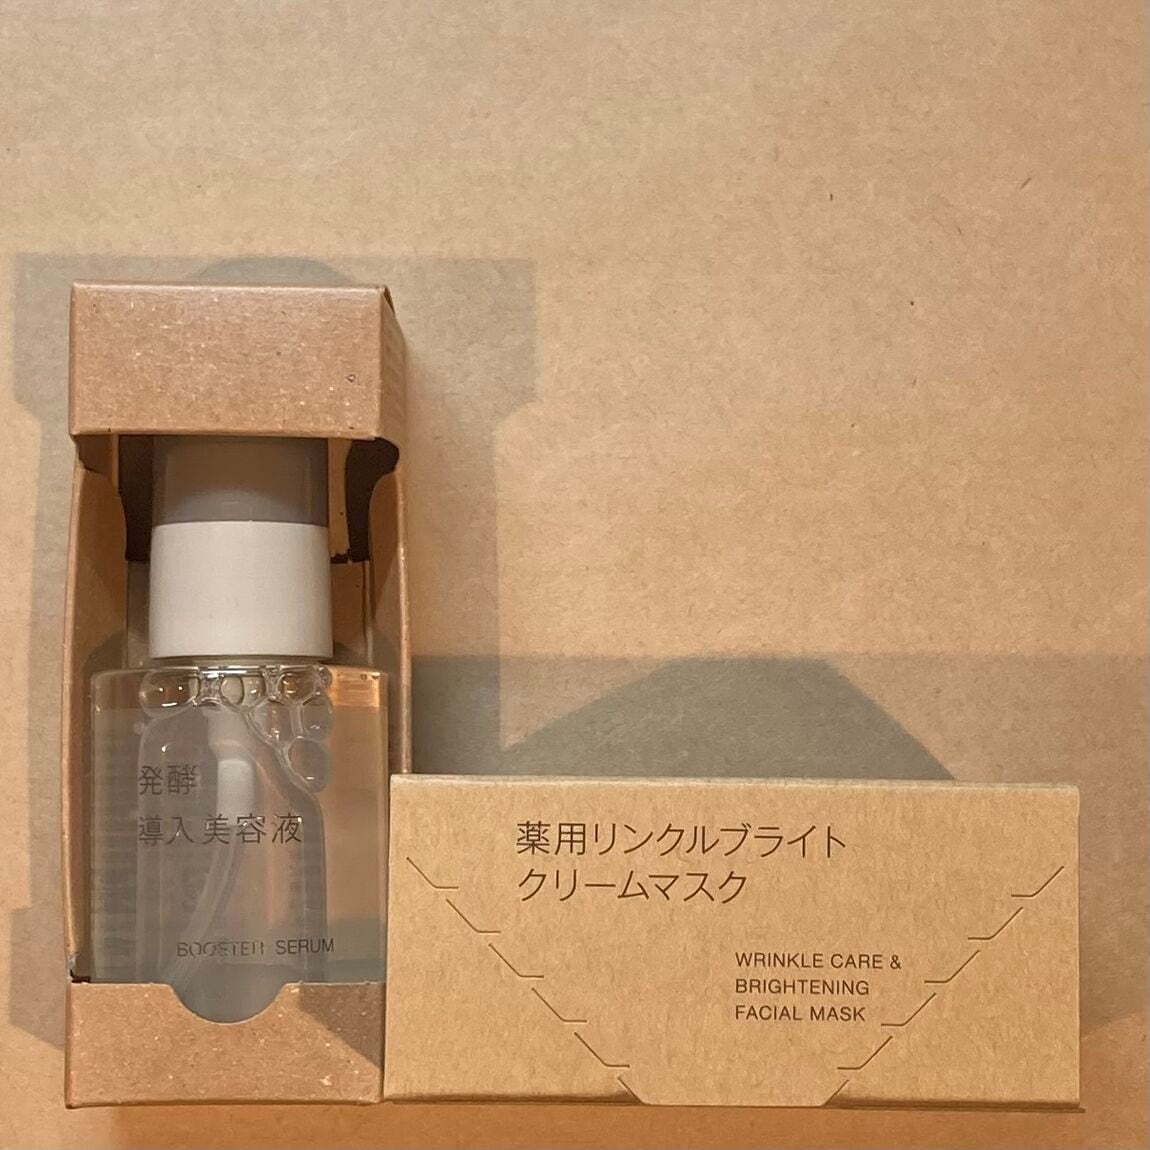 発酵
導入美容液
BOOSTER SERUM
薬用リンクルブライト
クリームマスク
WRINKLE CARE &
BRIGHTENING
FACIAL MASK